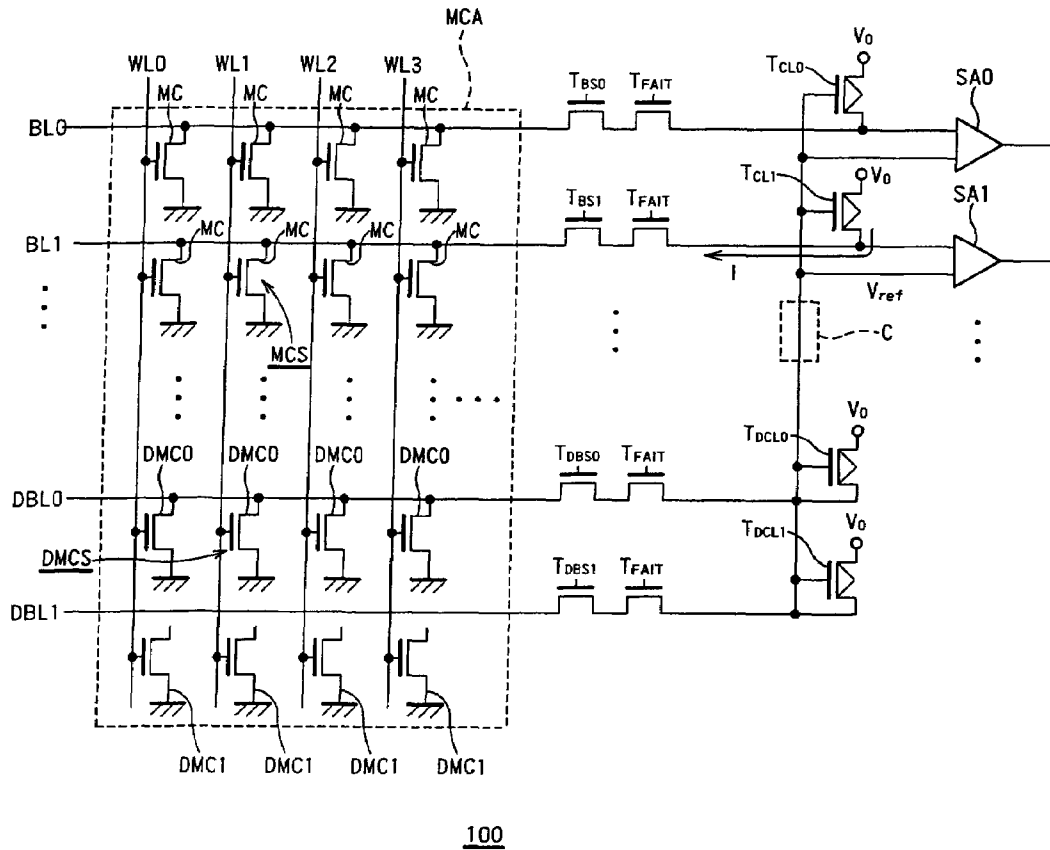 MCA
WL0 WL1 WL2 WL3
MC MC MC MC
V0
TCL0
TBS0 TFAIT
SA0
BL0
TCL1
V0
TBS1 TFAIT
SA1
BL1
MC MC MC MC
I
Vref
MCS
C
DMC0 DMC0 DMC0 DMC0
V0
TDCL0
TDBS0 TFAIT
DBL0
V0
TDCL1
DMCS
TDBS1 TFAIT
DBL1
DMC1 DMC1 DMC1 DMC1
100